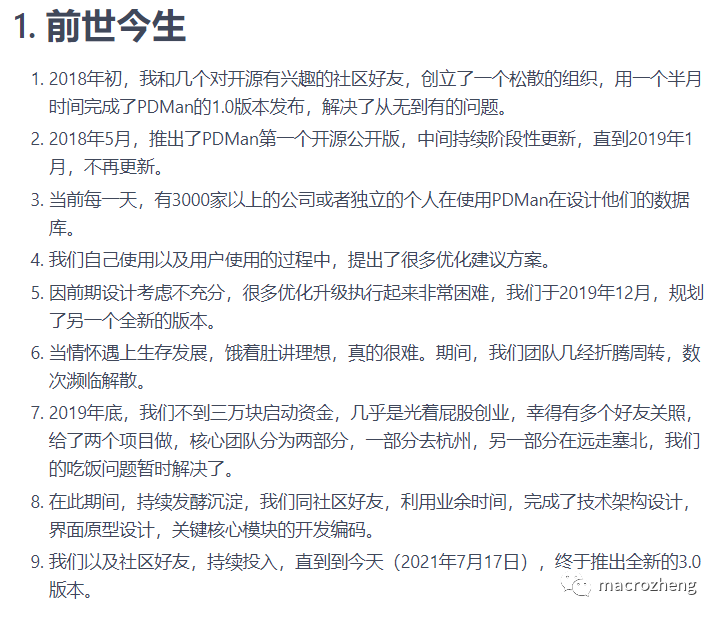 1. 前世今生
1. 2018年初，我和几个对开源有兴趣的社区好友，创立了一个松散的组织，用一个半月
时间完成了PDMan的1.0版本发布，解决了从无到有的问题。
2. 2018年5月，推出了PDMan第一个开源公开版，中间持续阶段性更新，直到2019年1
月，不再更新。
3. 当前每一天，有3000家以上的公司或者独立的个人在使用PDMan在设计他们的数据
库。
4. 我们自己使用以及用户使用的过程中，提出了很多优化建议方案。
5. 因前期设计考虑不充分，很多优化升级执行起来非常困难，我们于2019年12月，规划
了另一个全新的版本。
6. 当情怀遇上生存发展，饿着肚讲理想，真的很难。期间，我们团队几经折腾周转，数
次濒临解散。
7. 2019年底，我们不到三万块启动资金，几乎是光着屁股创业，幸得有多个好友关照，
给了两个项目做，核心团队分为两部分，一部分去杭州，另一部分在远走塞北，我们
的吃饭问题暂时解决了。
8. 在此期间，持续发酵沉淀，我们同社区好友，利用业余时间，完成了技术架构设计，
界面原型设计，关键核心模块的开发编码。
9. 我们以及社区好友，持续投入，直到到今天（2021年7月17日），终于推出全新的3.0
版本。
macrozheng